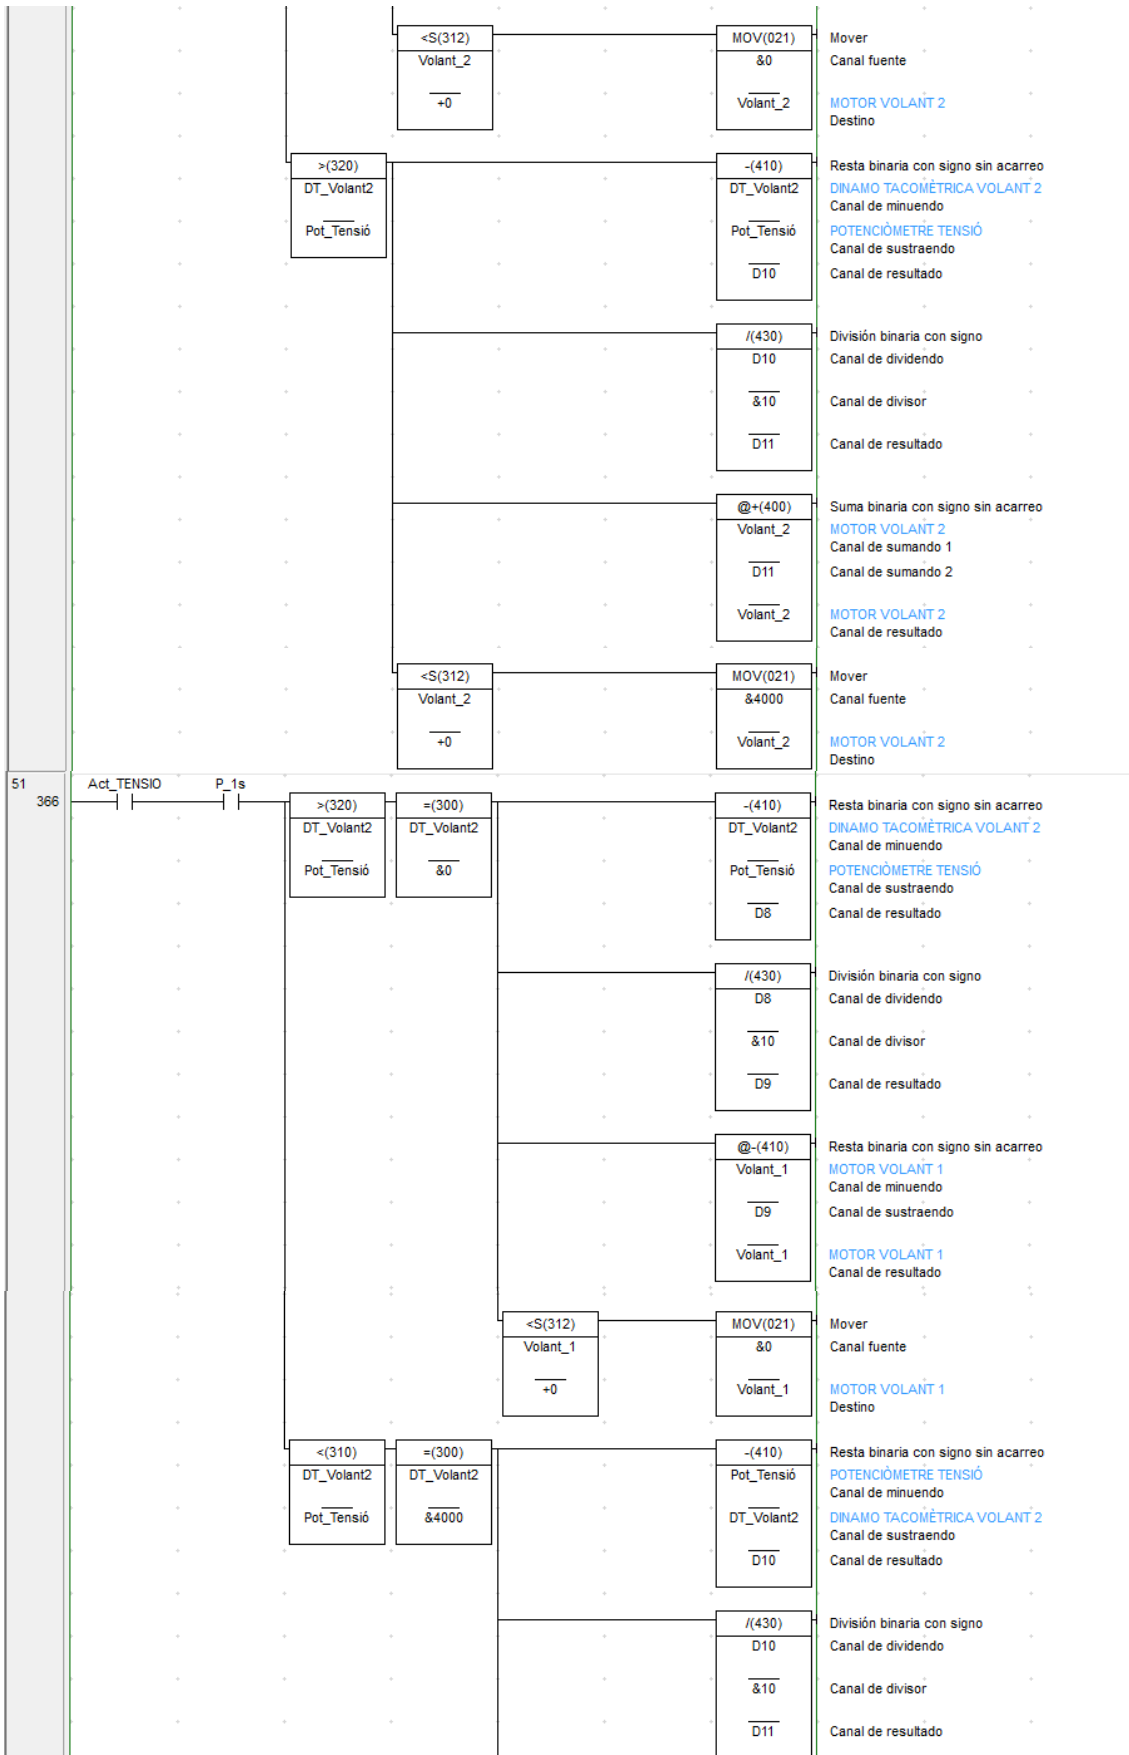 <S(312)
Volant_2
+0
MOV(021)
&0
Volant_2
Mover
Canal fuente
MOTOR VOLANT 2
Destino
>(320)
DT_Volant2
Pot_Tensió
-(410)
DT_Volant2
Pot_Tensió
D10
Resta binaria con signo sin acarreo
DINAMO TACOMÈTRICA VOLANT 2
Canal de minuendo
POTENCIÒMETRE TENSIÓ
Canal de sustraendo
Canal de resultado
/(430)
D10
&10
D11
División binaria con signo
Canal de dividendo
Canal de divisor
Canal de resultado
@+(400)
Volant_2
D11
Volant_2
Suma binaria con signo sin acarreo
MOTOR VOLANT 2
Canal de sumando 1
Canal de sumando 2
MOTOR VOLANT 2
Canal de resultado
<S(312)
Volant_2
+0
MOV(021)
&4000
Volant_2
Mover
Canal fuente
MOTOR VOLANT 2
Destino
51
366
Act_TENSIO
P_1s
>(320)
DT_Volant2
Pot_Tensió
=(300)
DT_Volant2
&0
-(410)
DT_Volant2
Pot_Tensió
D8
Resta binaria con signo sin acarreo
DINAMO TACOMÈTRICA VOLANT 2
Canal de minuendo
POTENCIÒMETRE TENSIÓ
Canal de sustraendo
Canal de resultado
/(430)
D8
&10
D9
División binaria con signo
Canal de dividendo
Canal de divisor
Canal de resultado
@-(410)
Volant_1
D9
Volant_1
Resta binaria con signo sin acarreo
MOTOR VOLANT 1
Canal de minuendo
Canal de sustraendo
MOTOR VOLANT 1
Canal de resultado
<S(312)
Volant_1
+0
MOV(021)
&0
Volant_1
Mover
Canal fuente
MOTOR VOLANT 1
Destino
<(310)
DT_Volant2
Pot_Tensió
=(300)
DT_Volant2
&4000
-(410)
Pot_Tensió
DT_Volant2
D10
Resta binaria con signo sin acarreo
POTENCIÒMETRE TENSIÓ
Canal de minuendo
DINAMO TACOMÈTRICA VOLANT 2
Canal de sustraendo
Canal de resultado
/(430)
D10
&10
D11
División binaria con signo
Canal de dividendo
Canal de divisor
Canal de resultado